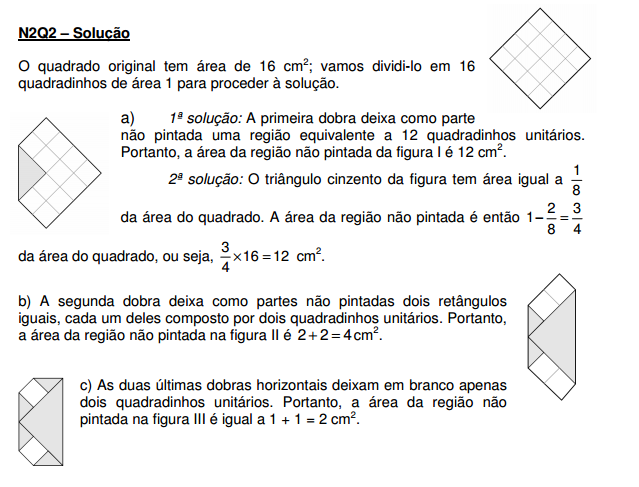 N2Q2 – Solução
O quadrado original tem área de 16 cm²; vamos dividi-lo em 16
quadradinhos de área 1 para proceder à solução.
a) 1ª solução: A primeira dobra deixa como parte
não pintada uma região equivalente a 12 quadradinhos unitários.
Portanto, a área da região não pintada da figura I é 12 cm².
2ª solução: O triângulo cinzento da figura tem área igual a 1/8
da área do quadrado. A área da região não pintada é então 1−2/8=3/4
da área do quadrado, ou seja, 3/4×16=12 cm².
b) A segunda dobra deixa como partes não pintadas dois retângulos
iguais, cada um deles composto por dois quadradinhos unitários. Portanto,
a área da região não pintada na figura II é 2+2=4cm².
c) As duas últimas dobras horizontais deixam em branco apenas
dois quadradinhos unitários. Portanto, a área da região não
pintada na figura III é igual a 1 + 1 = 2 cm².